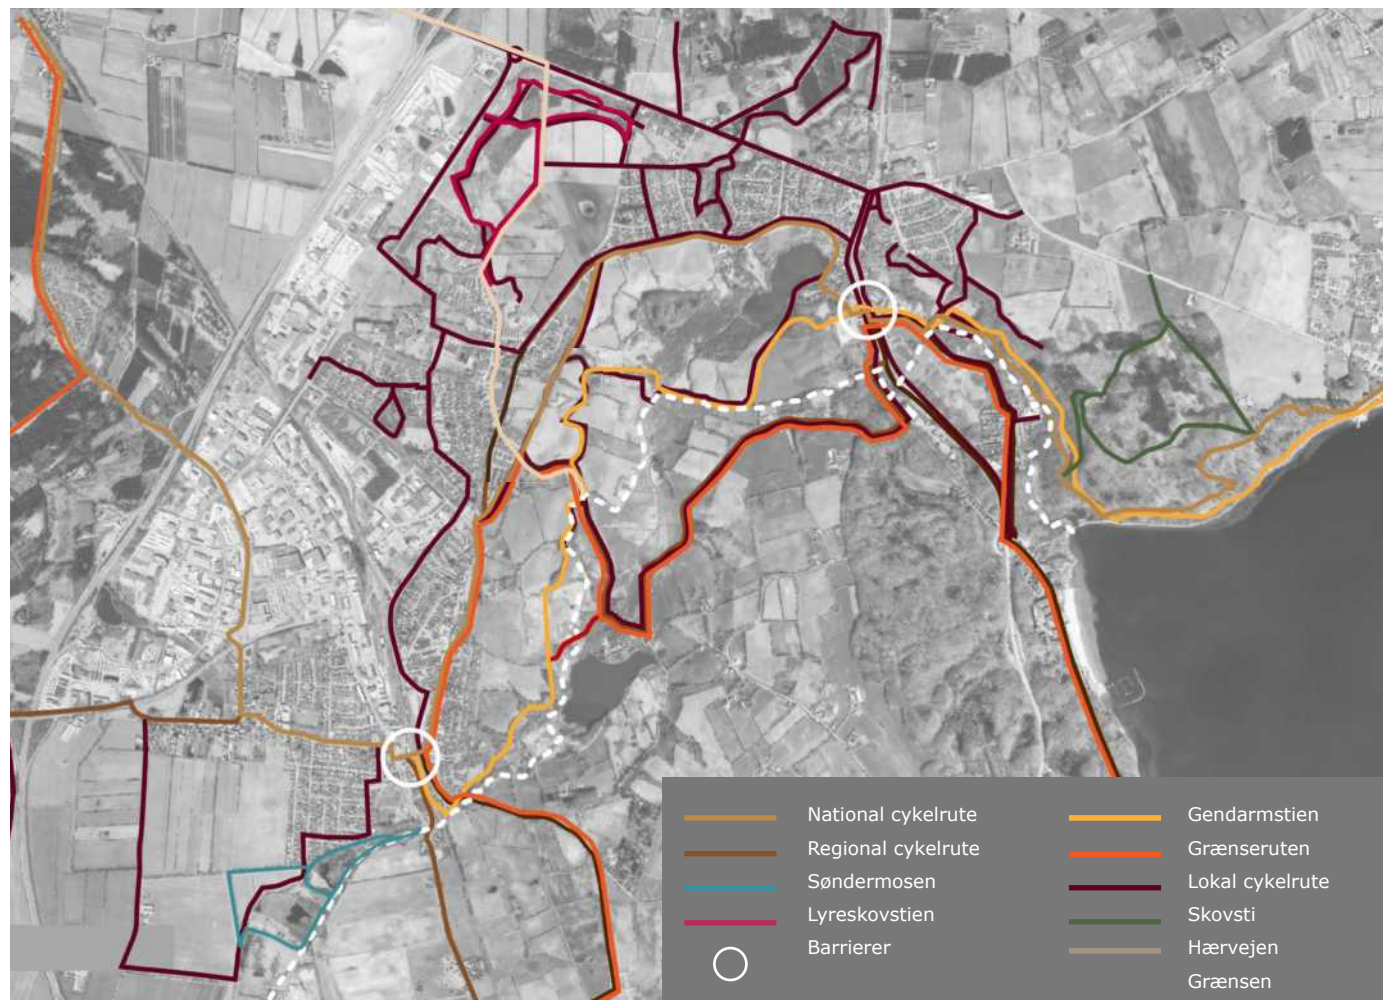 National cykelrute
Regional cykelrute
Søndermosen
Lyreskovstien
Barrierer
Gendarmstien
Grænseruten
Lokal cykelrute
Skovsti
Hærvejen
Grænsen